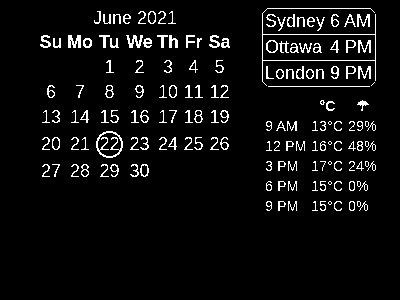 June 2021
Su Mo Tu We Th Fr Sa
1 2 3 4 5
6 7 8 9 10 11 12
13 14 15 16 17 18 19
20 21 22 23 24 25 26
27 28 29 30
Sydney 6 AM
Ottawa 4 PM
London 9 PM
°C ☂
9 AM 13°C 29%
12 PM 16°C 48%
3 PM 17°C 24%
6 PM 15°C 0%
9 PM 15°C 0%